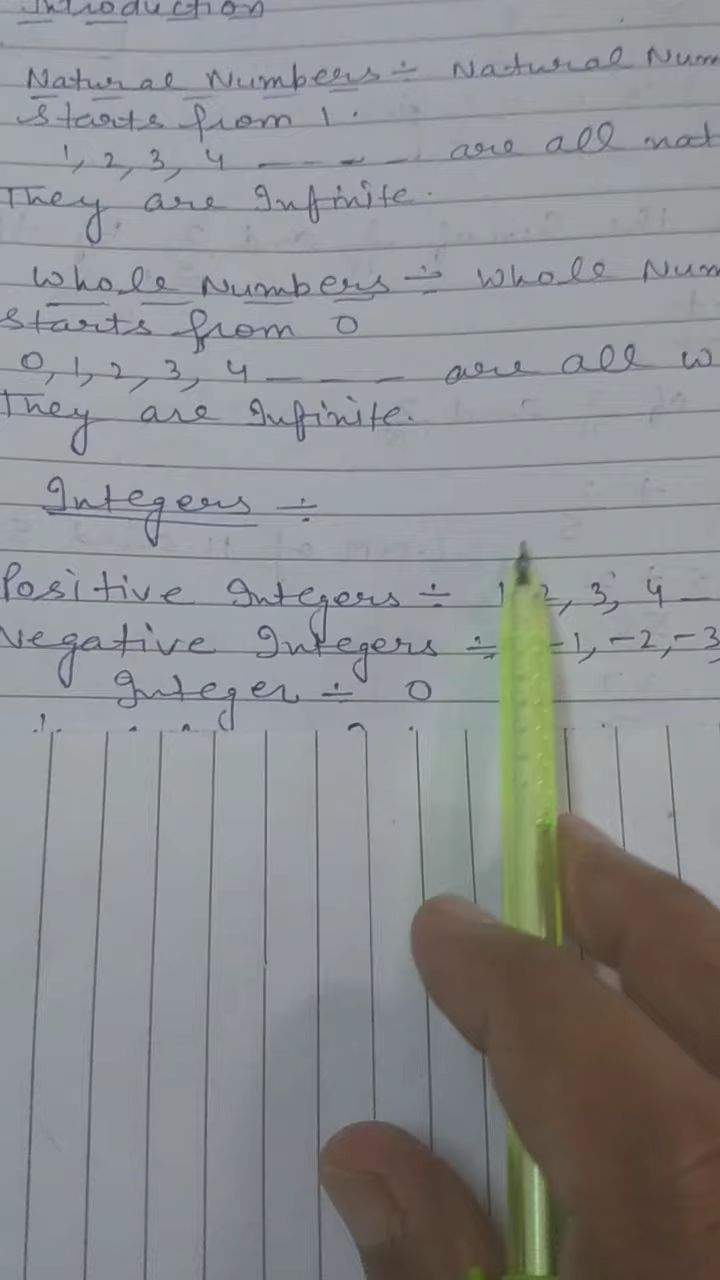 Introduction
Natural Numbers ÷ Natural Num
Starts from 1.
1, 2, 3, 4 _ _ _ _ are all nat
They are Infinite.
Whole Numbers ÷ Whole Num
Starts from 0
0, 1, 2, 3, 4 _ _ _ are all w
They are Infinite.
Integers ÷
Positive Integers ÷ 1, 2, 3, 4 _
Negative Integers ÷ -1, -2, -3
Integer ÷ 0